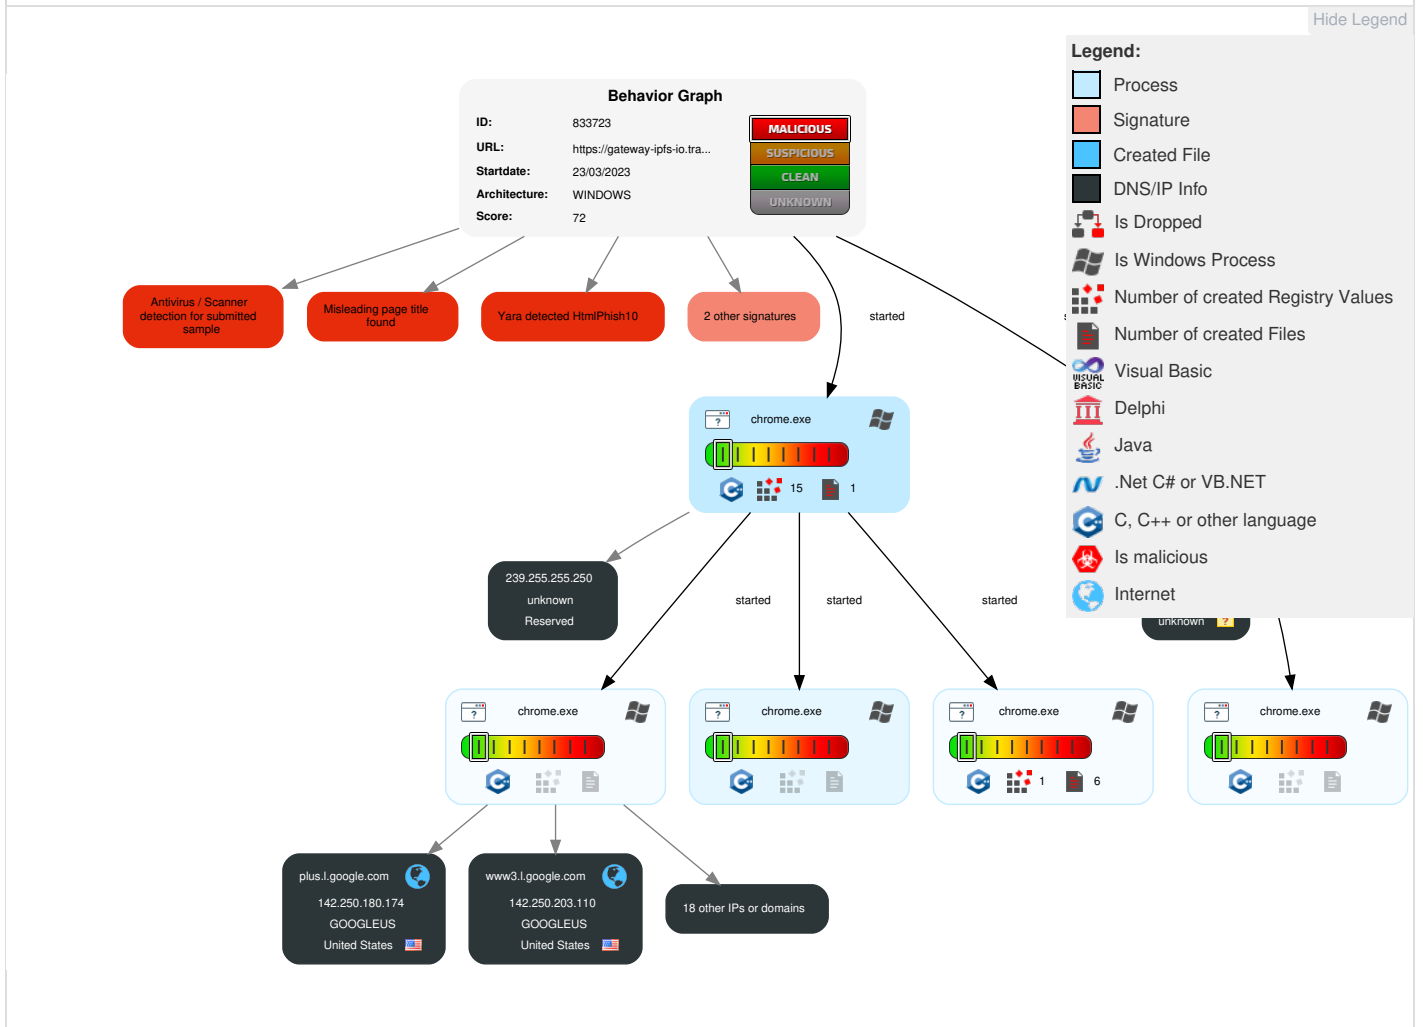 Hide Legend
Legend:
Process
Signature
Created File
DNS/IP Info
Is Dropped
Is Windows Process
Number of created Registry Values
Number of created Files
Visual Basic
VISUAL
BASIC
Delphi
Java
.Net C# or VB.NET
C, C++ or other language
Is malicious
Internet
Behavior Graph
ID: 833723
URL: https://gateway-ipfs-io.tra...
Startdate: 23/03/2023
Architecture: WINDOWS
Score: 72
MALICIOUS
SUSPICIOUS
CLEAN
UNKNOWN
Antivirus / Scanner
detection for submitted
sample
Misleading page title
found
Yara detected HtmlPhish10
2 other signatures
started
chrome.exe
15 1
239.255.255.250
unknown
Reserved
started
started
started
unknown
chrome.exe
chrome.exe
chrome.exe
1 6
chrome.exe
plus.l.google.com
142.250.180.174
GOOGLEUS
United States
www3.l.google.com
142.250.203.110
GOOGLEUS
United States
18 other IPs or domains